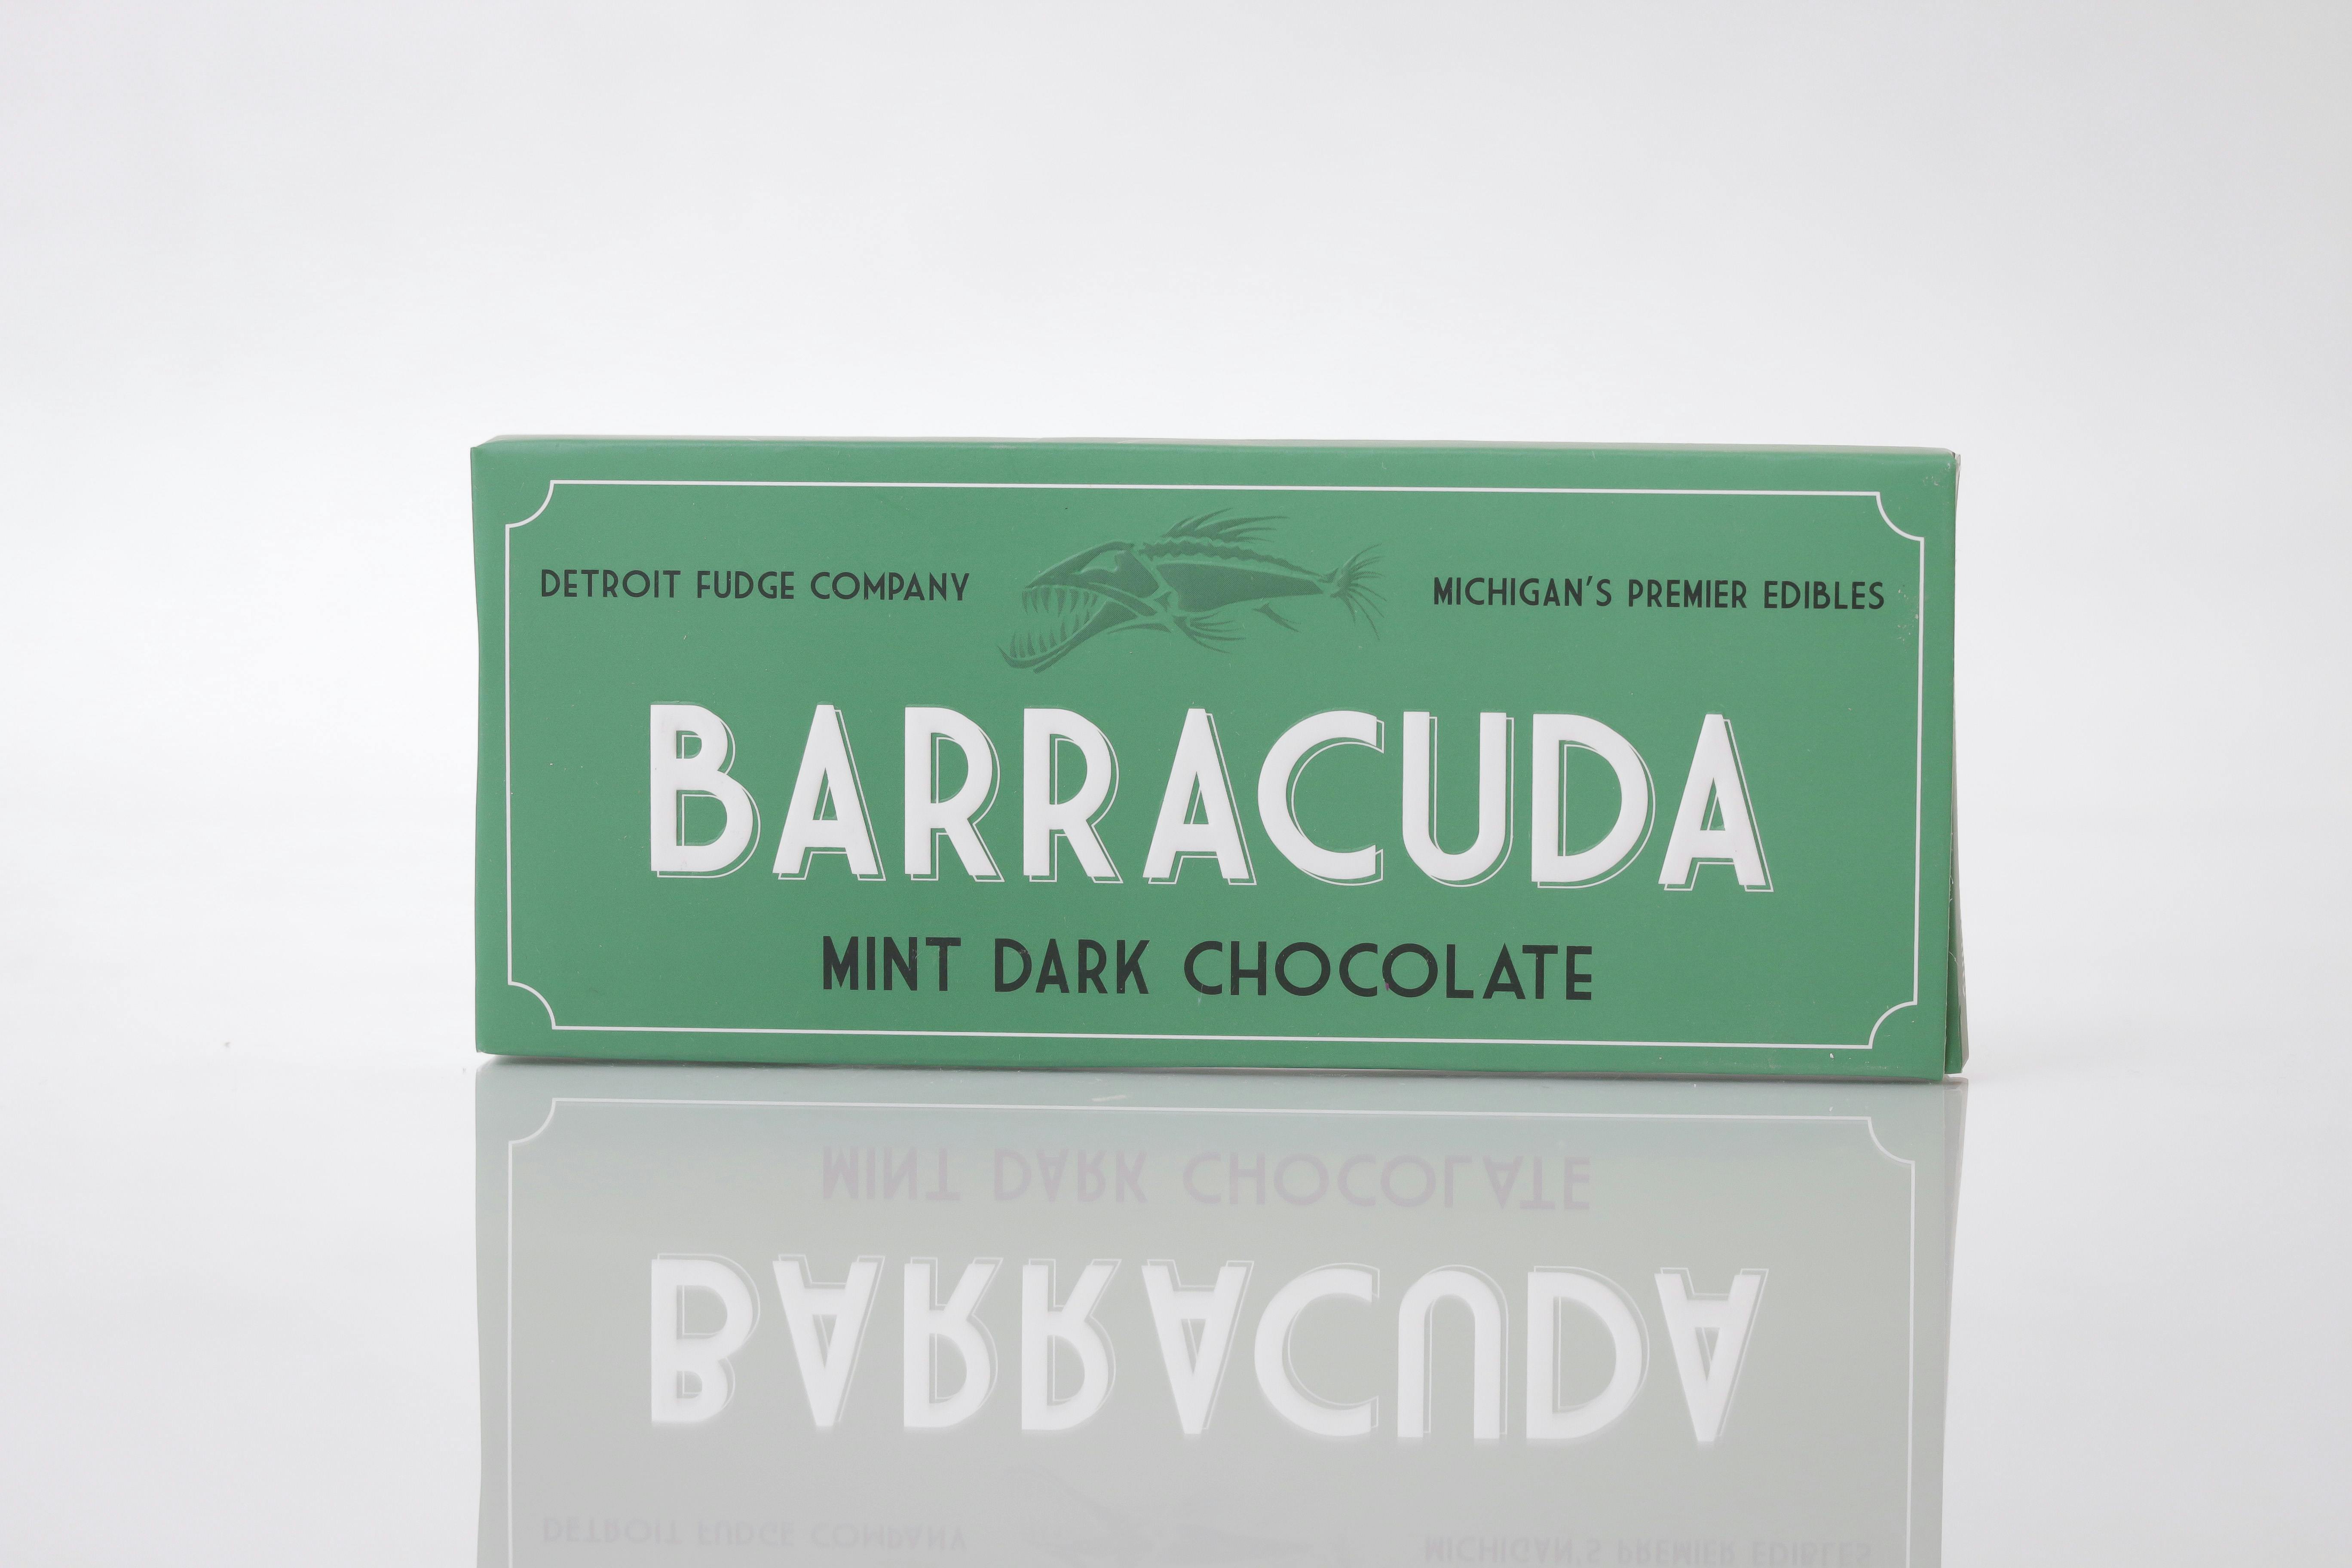 DETROIT FUDGE COMPANY
MICHIGAN'S PREMIER EDIBLES
BARRACUDA
MINT DARK CHOCOLATE